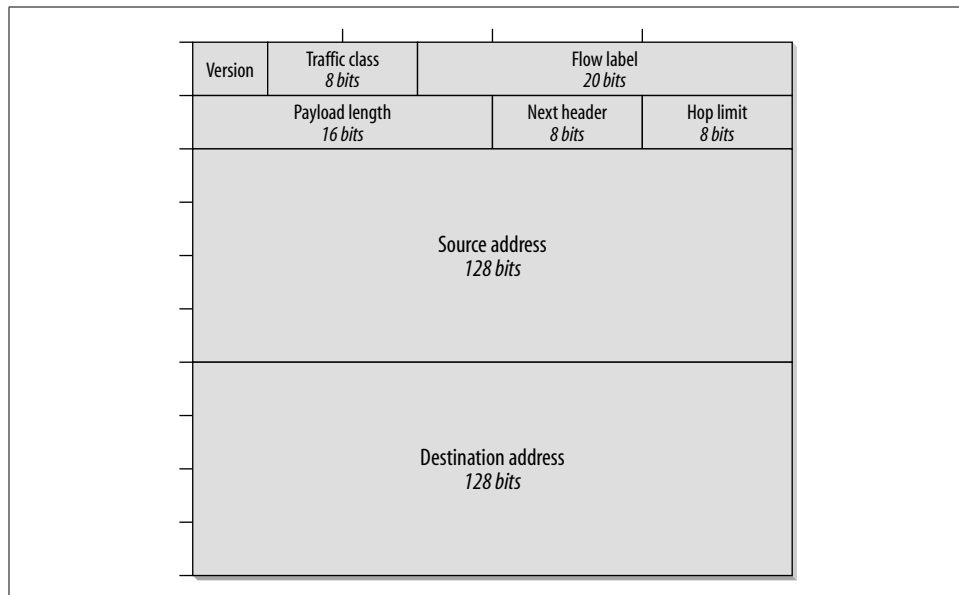 Version
Traffic class
8 bits
Flow label
20 bits
Payload length
16 bits
Next header
8 bits
Hop limit
8 bits
Source address
128 bits
Destination address
128 bits